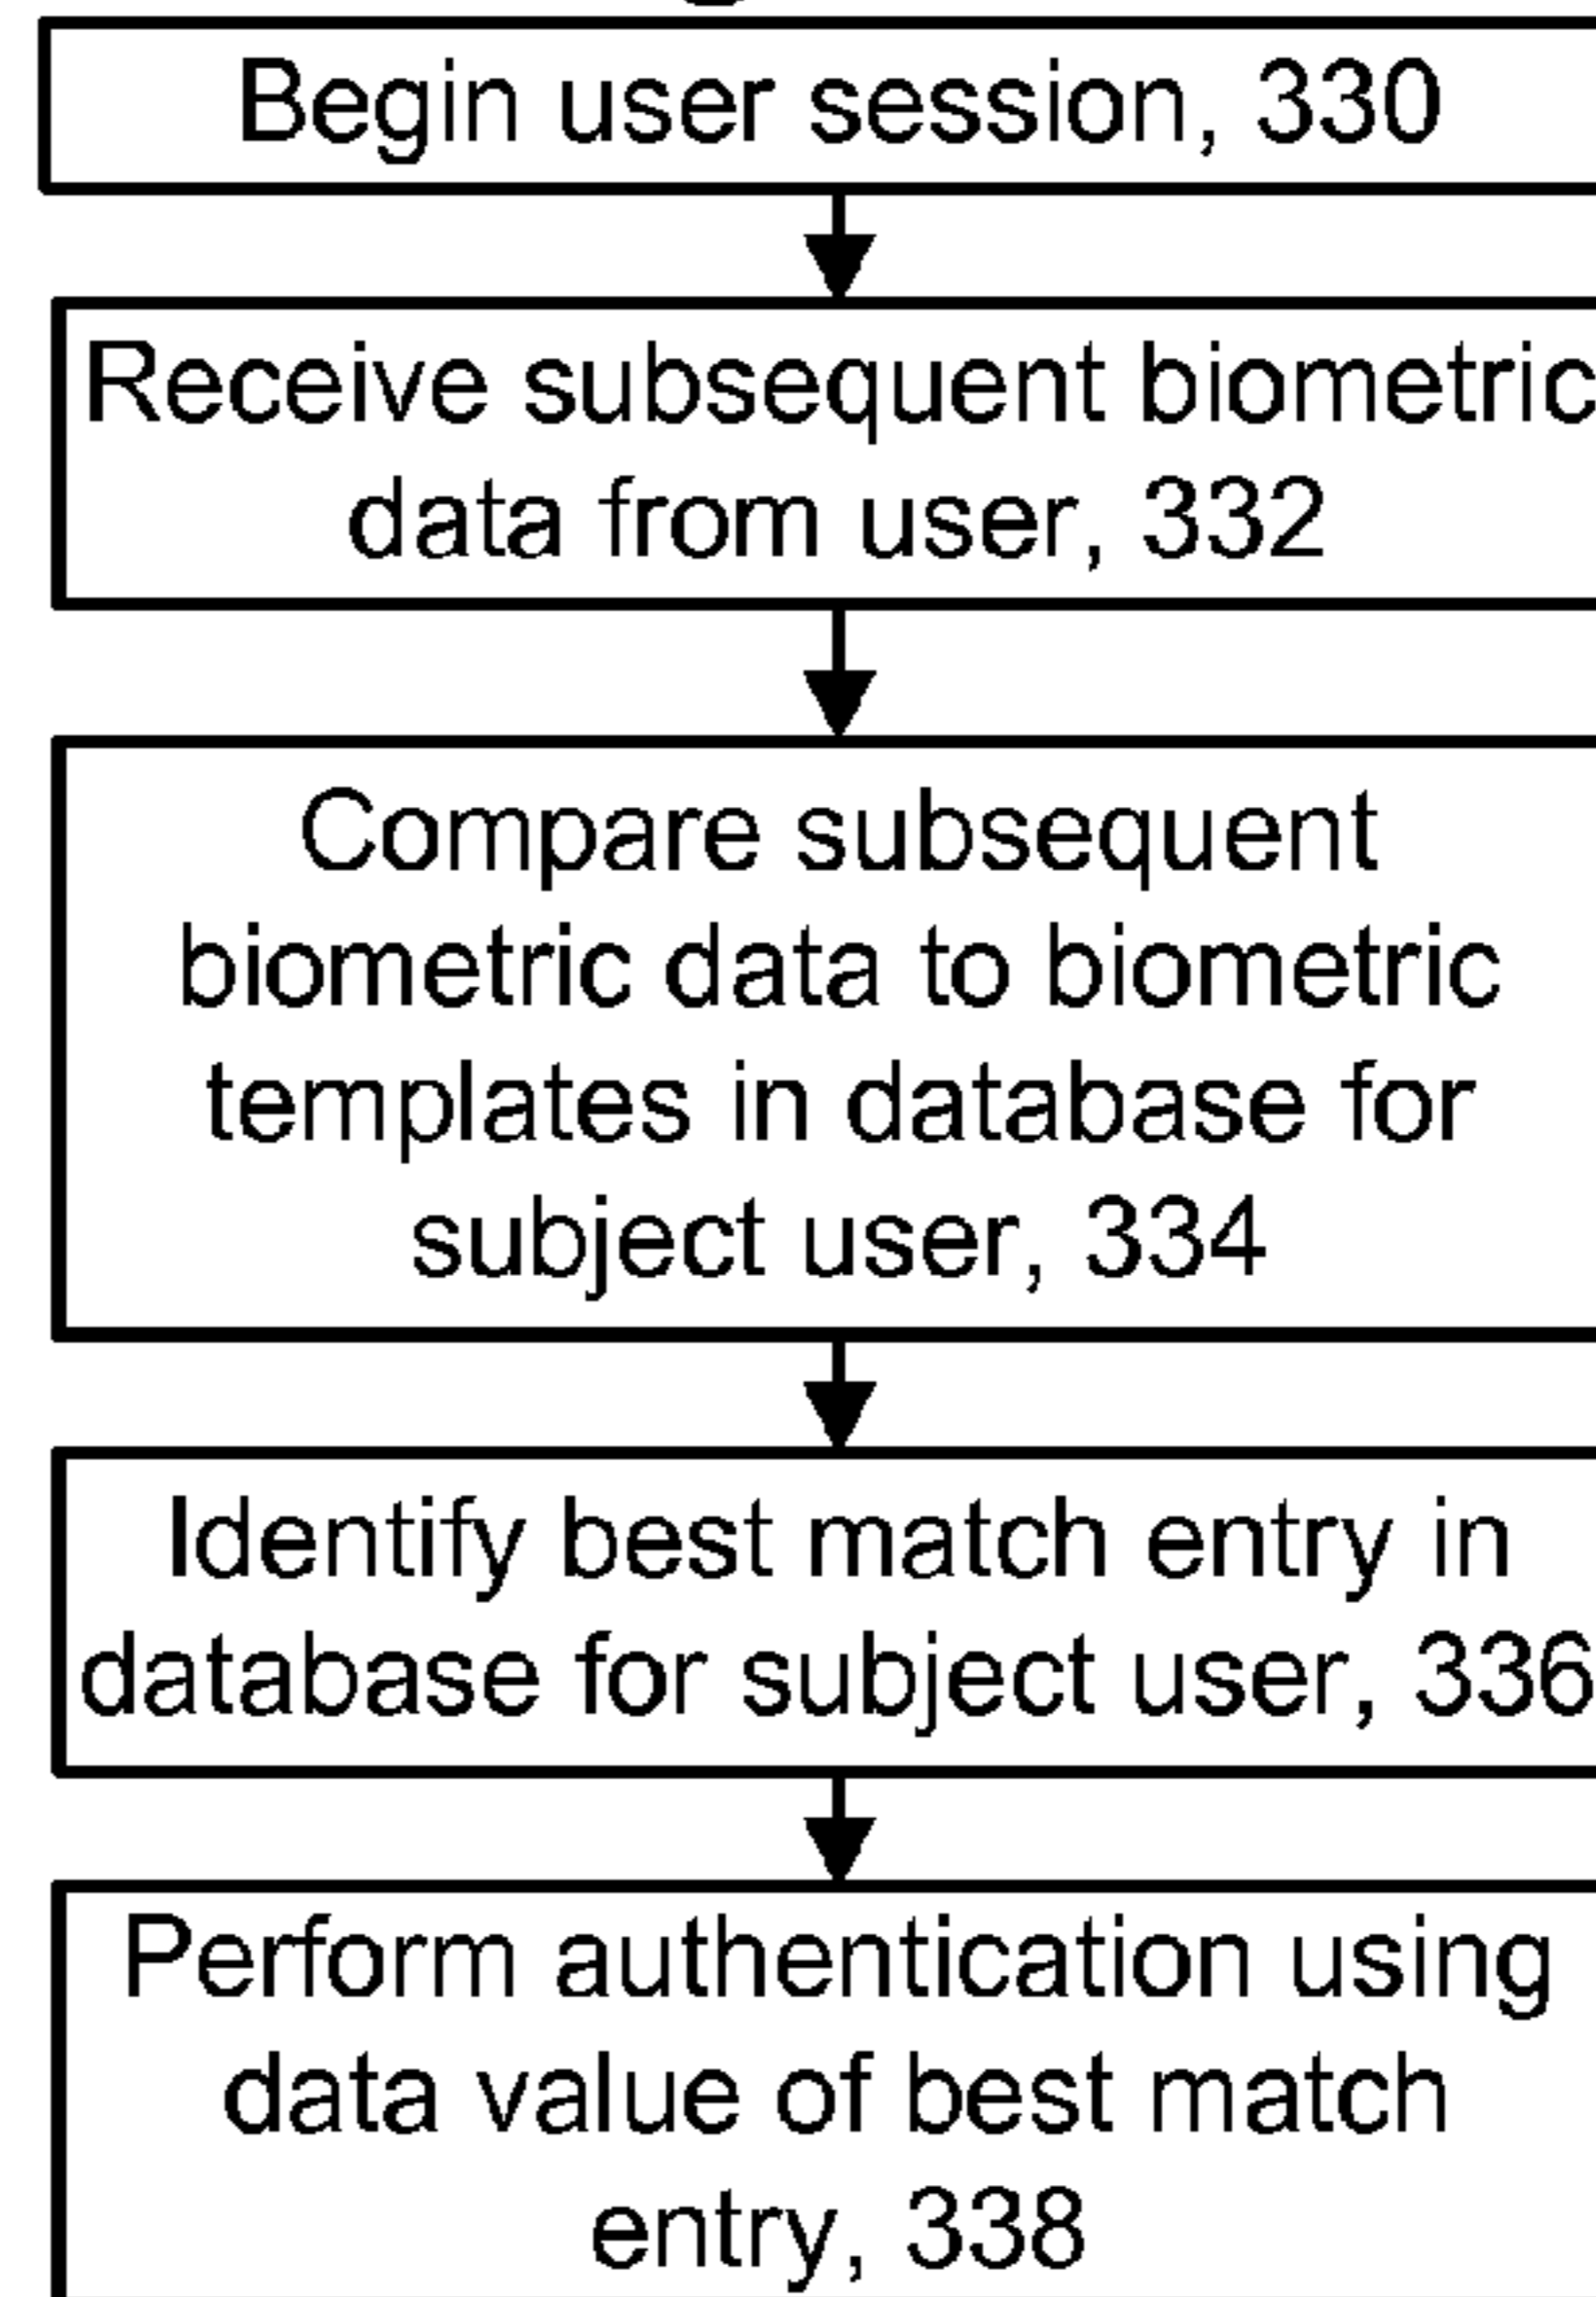 Begin user session, 330
Receive subsequent biometric
data from user, 332
Compare subsequent
biometric data to biometric
templates in database for
subject user, 334
Identify best match entry in
database for subject user, 336
Perform authentication using
data value of best match
entry, 338